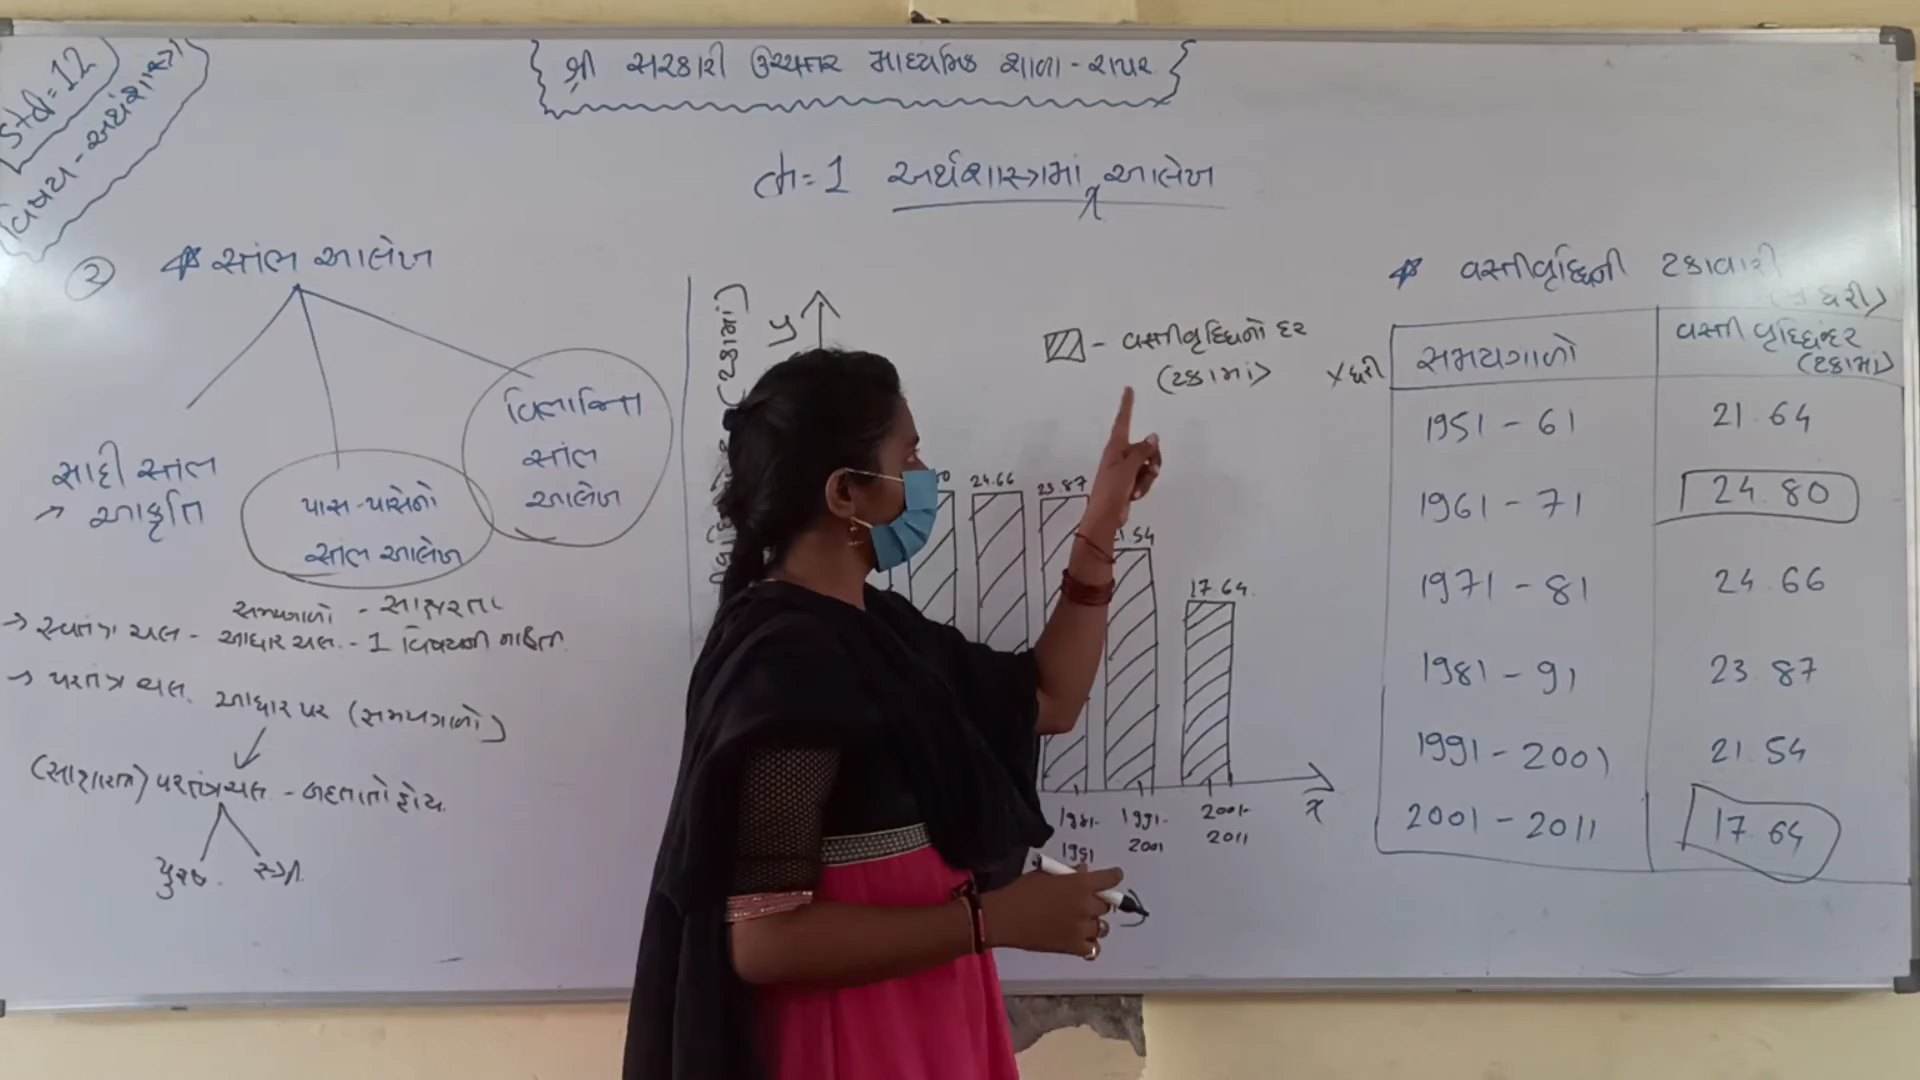 Std = 12
વિષય - અર્થશાસ્ત્ર
શ્રી સરકારી ઉચ્ચતર માધ્યમિક શાળા - રાપર
ch = 1 અર્થશાસ્ત્રમાં આલેખ
૨
સ્તંભ આલેખ
સાદી સ્તંભ
આકૃતિ
પાસ-પાસેનો
સ્તંભ આલેખ
વિભાજિત
સ્તંભ
આલેખ
સમયગાળો - સાક્ષરતા
→ સ્વતંત્ર ચલ - આધાર ચલ - 1 વિષયની માહિતી
→ પરતંત્ર ચલ આધાર પર (સમયગાળો)
પરતંત્ર ચલ - બદલાતો હોય
પુરુષ સ્ત્રી
(ટકામાં)
y
- વસ્તીવૃદ્ધિનો દર
(ટકામાં)
24.66
23.87
.54
17.64
1981-
1991-
2001
2001-
2011
x
વસ્તીવૃદ્ધિની ટકાવારી
x ધરી સમયગાળો વસ્તી વૃદ્ધિદર
(ટકામાં)
1951 - 61 21.64
1961 - 71 24.80
1971 - 81 24.66
1981 - 91 23.87
1991 - 2001 21.54
2001 - 2011 17.64